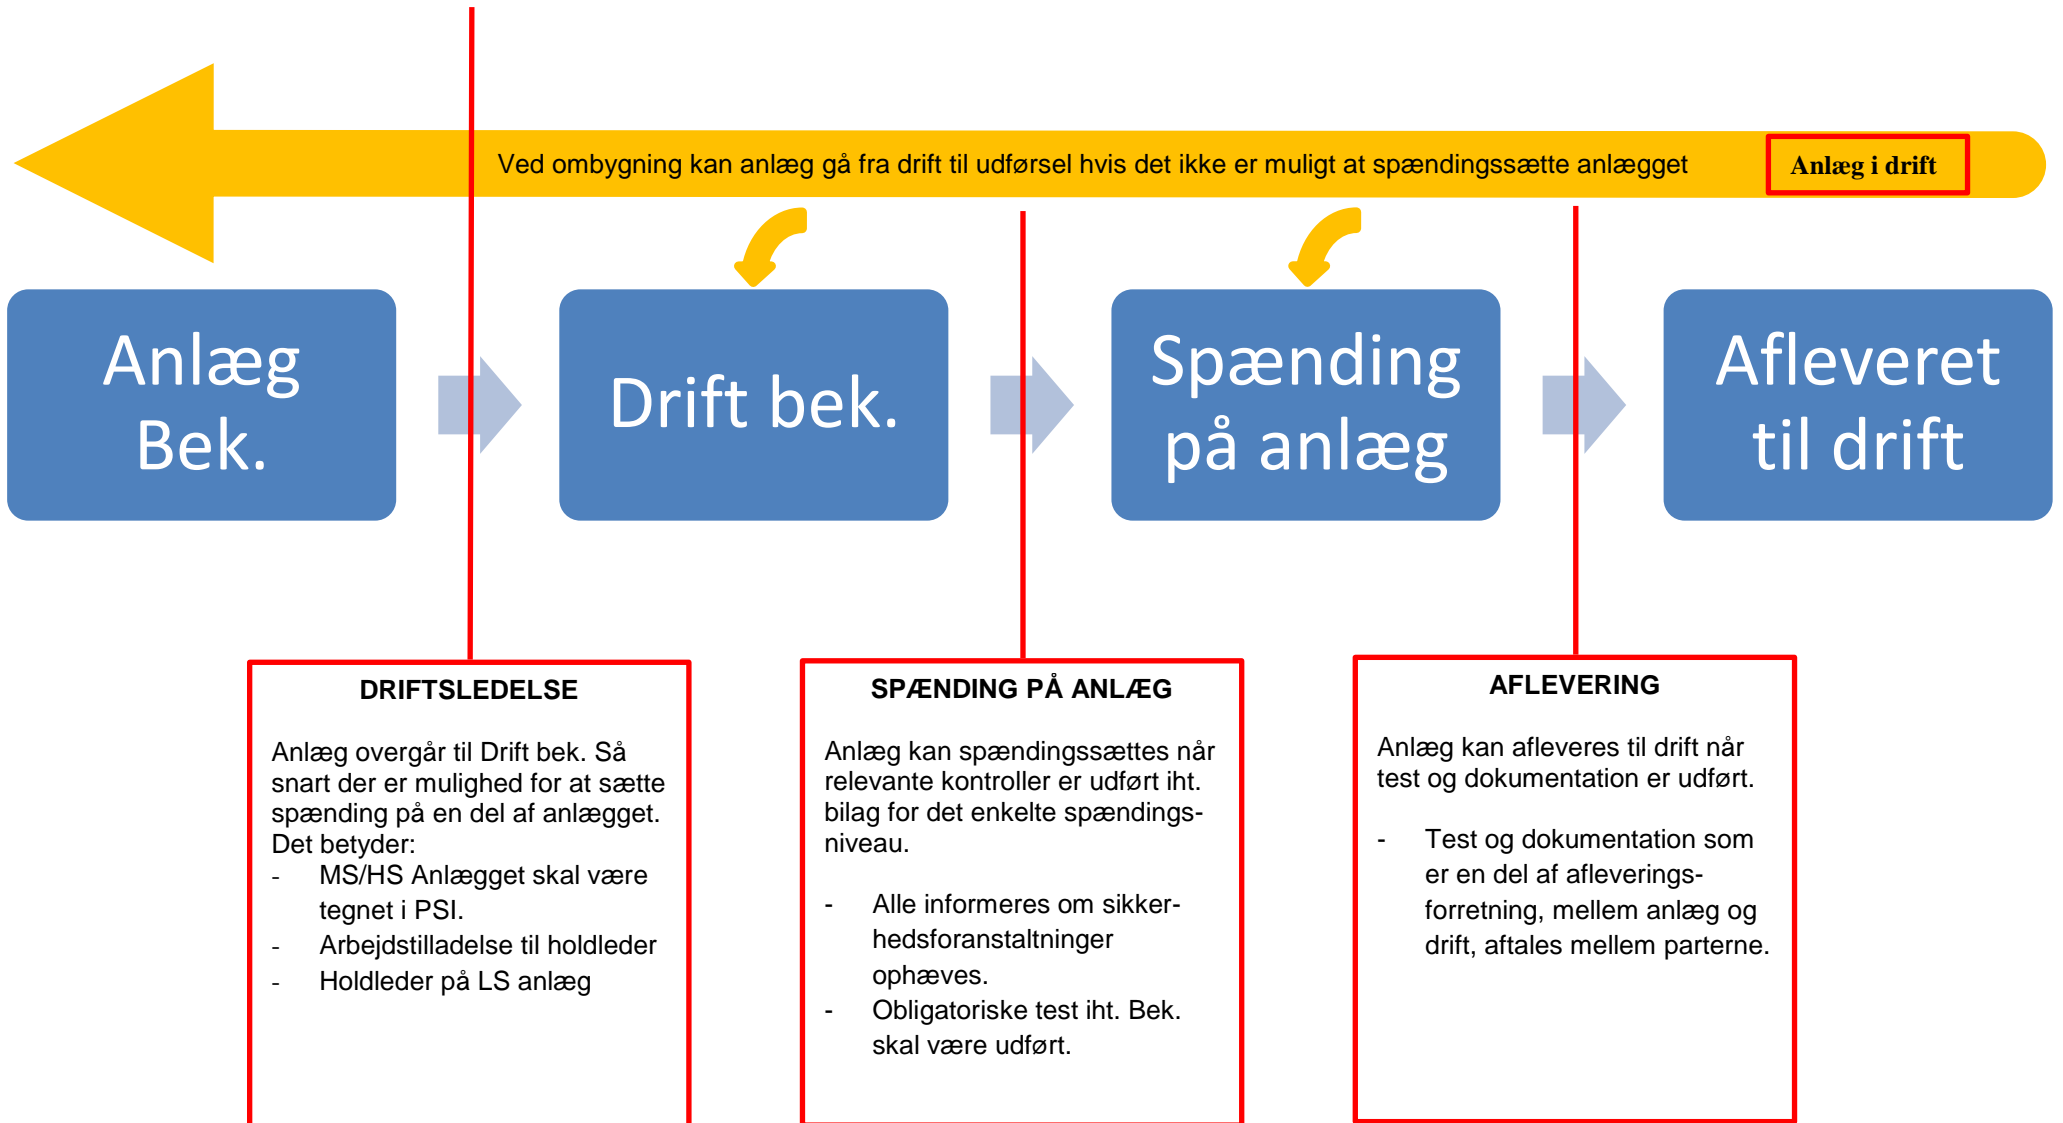 Ved ombygning kan anlæg gå fra drift til udførsel hvis det ikke er muligt at spændingssætte anlægget
Anlæg i drift
Anlæg
Bek.
Drift bek.
Spænding
på anlæg
Afleveret
til drift
DRIFTSLEDELSE
Anlæg overgår til Drift bek. Så
snart der er mulighed for at sætte
spænding på en del af anlægget.
Det betyder:
- MS/HS Anlægget skal være
tegnet i PSI.
- Arbejdstilladelse til holdleder
- Holdleder på LS anlæg
SPÆNDING PÅ ANLÆG
Anlæg kan spændingssættes når
relevante kontroller er udført iht.
bilag for det enkelte spændings-
niveau.
- Alle informeres om sikker-
hedsforanstaltninger
ophæves.
- Obligatoriske test iht. Bek.
skal være udført.
AFLEVERING
Anlæg kan afleveres til drift når
test og dokumentation er udført.
- Test og dokumentation som
er en del af afleverings-
forretning, mellem anlæg og
drift, aftales mellem parterne.